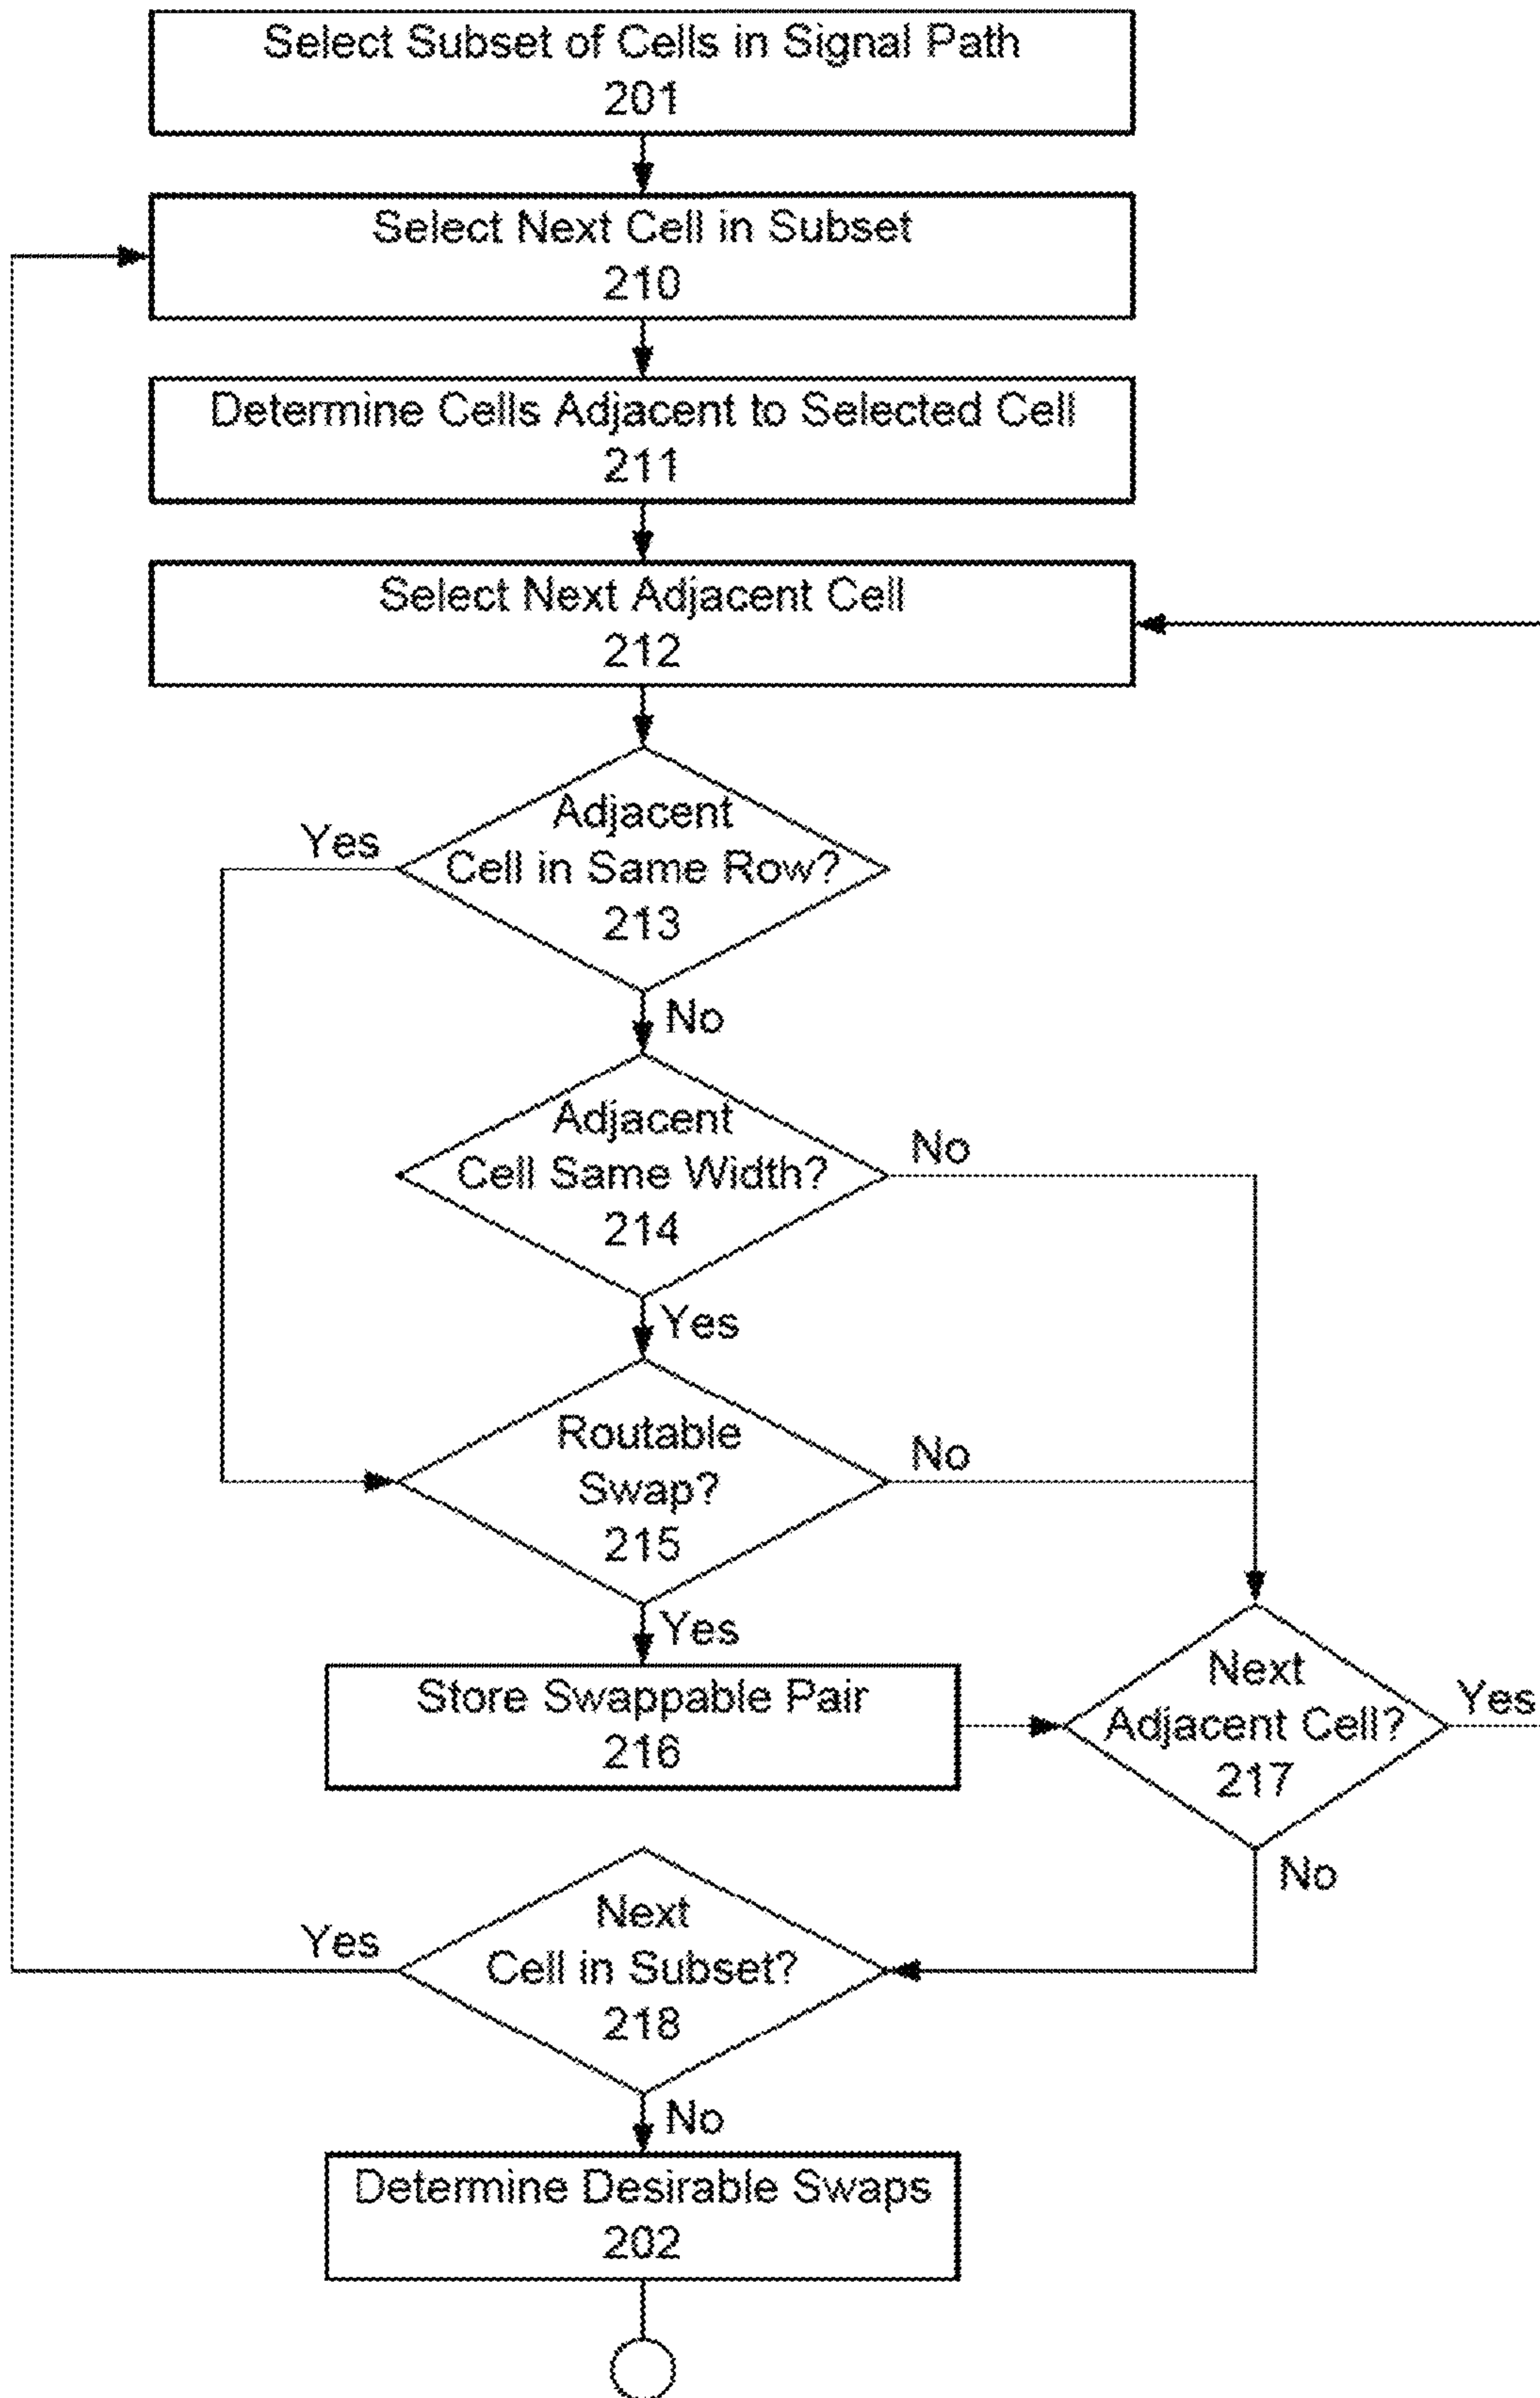 Select Subset of Cells in Signal Path
201
Select Next Cell in Subset
210
Determine Cells Adjacent to Selected Cell
211
Select Next Adjacent Cell
212
Adjacent
Cell in Same Row?
213
Yes
No
Adjacent
Cell Same Width?
214
No
Yes
Routable
Swap?
215
No
Yes
Store Swappable Pair
216
Next
Adjacent Cell?
217
Yes
No
Next
Cell in Subset?
218
Yes
No
Determine Desirable Swaps
202